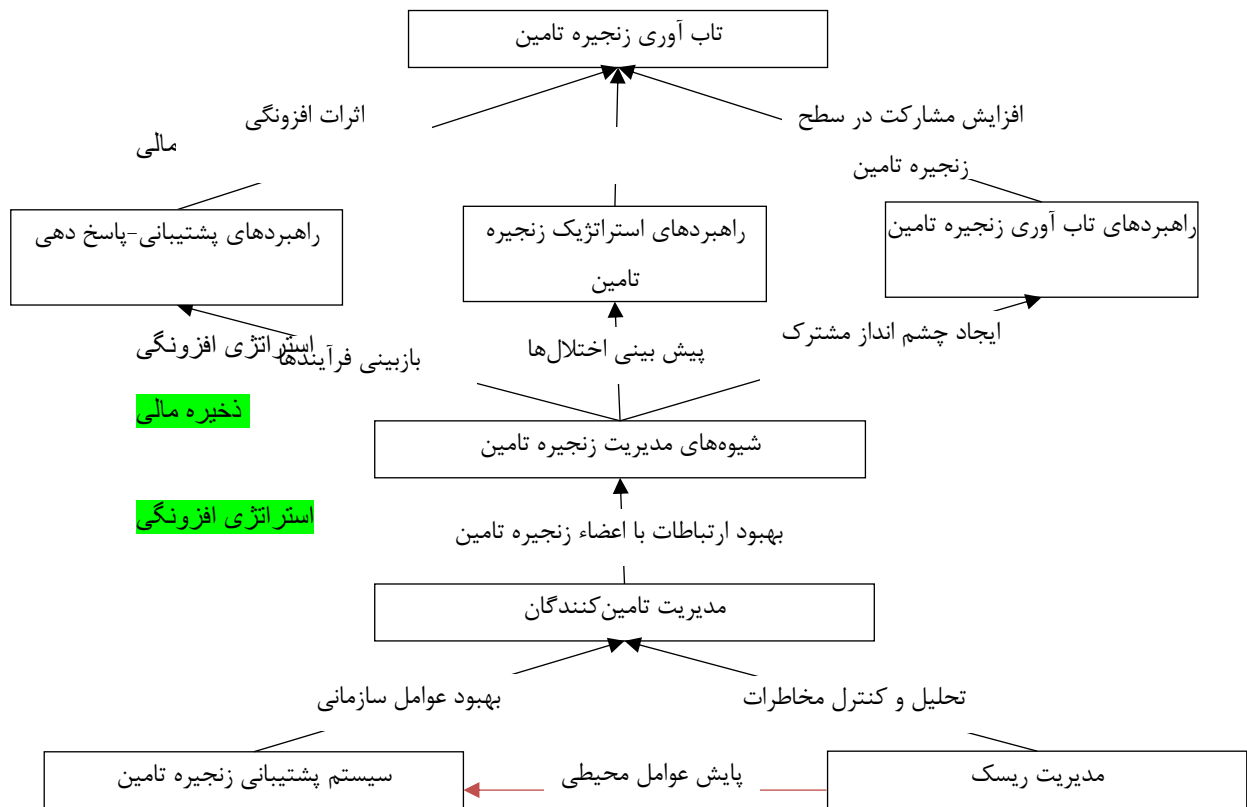 تاب آوری زنجیره تامین
افزایش مشارکت در سطح
زنجیره تامین
اثرات افزونگی
مالی
راهبردهای تاب آوری زنجیره تامین
راهبردهای استراتژیک زنجیره
تامین
راهبردهای پشتیبانی-پاسخ دهی
ایجاد چشم انداز مشترک
پیش بینی اختلال‌ها
بازبینی فرآیندها
استراتژی افزونگی
ذخیره مالی
شیوه‌های مدیریت زنجیره تامین
استراتژی افزونگی
بهبود ارتباطات با اعضاء زنجیره تامین
مدیریت تامین‌کنندگان
تحلیل و کنترل مخاطرات
بهبود عوامل سازمانی
مدیریت ریسک
پایش عوامل محیطی
سیستم پشتیبانی زنجیره تامین